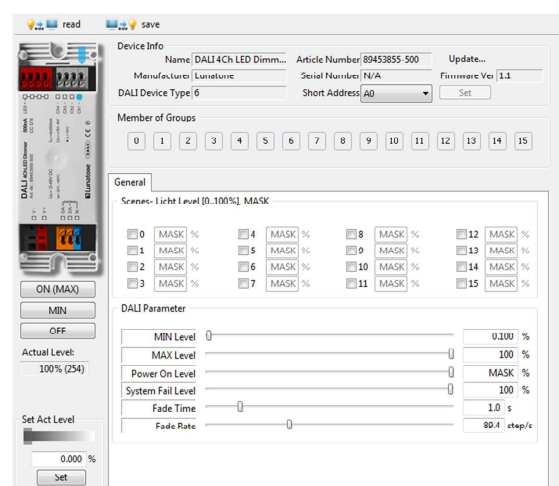 read save
Device Info
Name DALI 4Ch LED Dimm... Article Number 89453855-500 Update...
Manufacturer Lunatone Serial Number N/A Firmware Ver 1.1
DALI Device Type 6 Short Address A0 Set
Member of Groups
0 1 2 3 4 5 6 7 8 9 10 11 12 13 14 15
General
Scenes- Licht Level [0..100%], MASK
0 MASK % 4 MASK % 8 MASK % 12 MASK %
1 MASK % 5 MASK % 9 MASK % 13 MASK %
2 MASK % 6 MASK % 10 MASK % 14 MASK %
3 MASK % 7 MASK % 11 MASK % 15 MASK %
DALI Parameter
MIN Level 0.100 %
MAX Level 100 %
Power On Level MASK %
System Fail Level 100 %
Fade Time 1.0 s
Fade Rate 89.4 step/s
DALI 4Ch LED Dimmer
Lunatone
ON (MAX)
MIN
OFF
Actual Level:
100% (254)
Set Act Level
0.000 %
Set